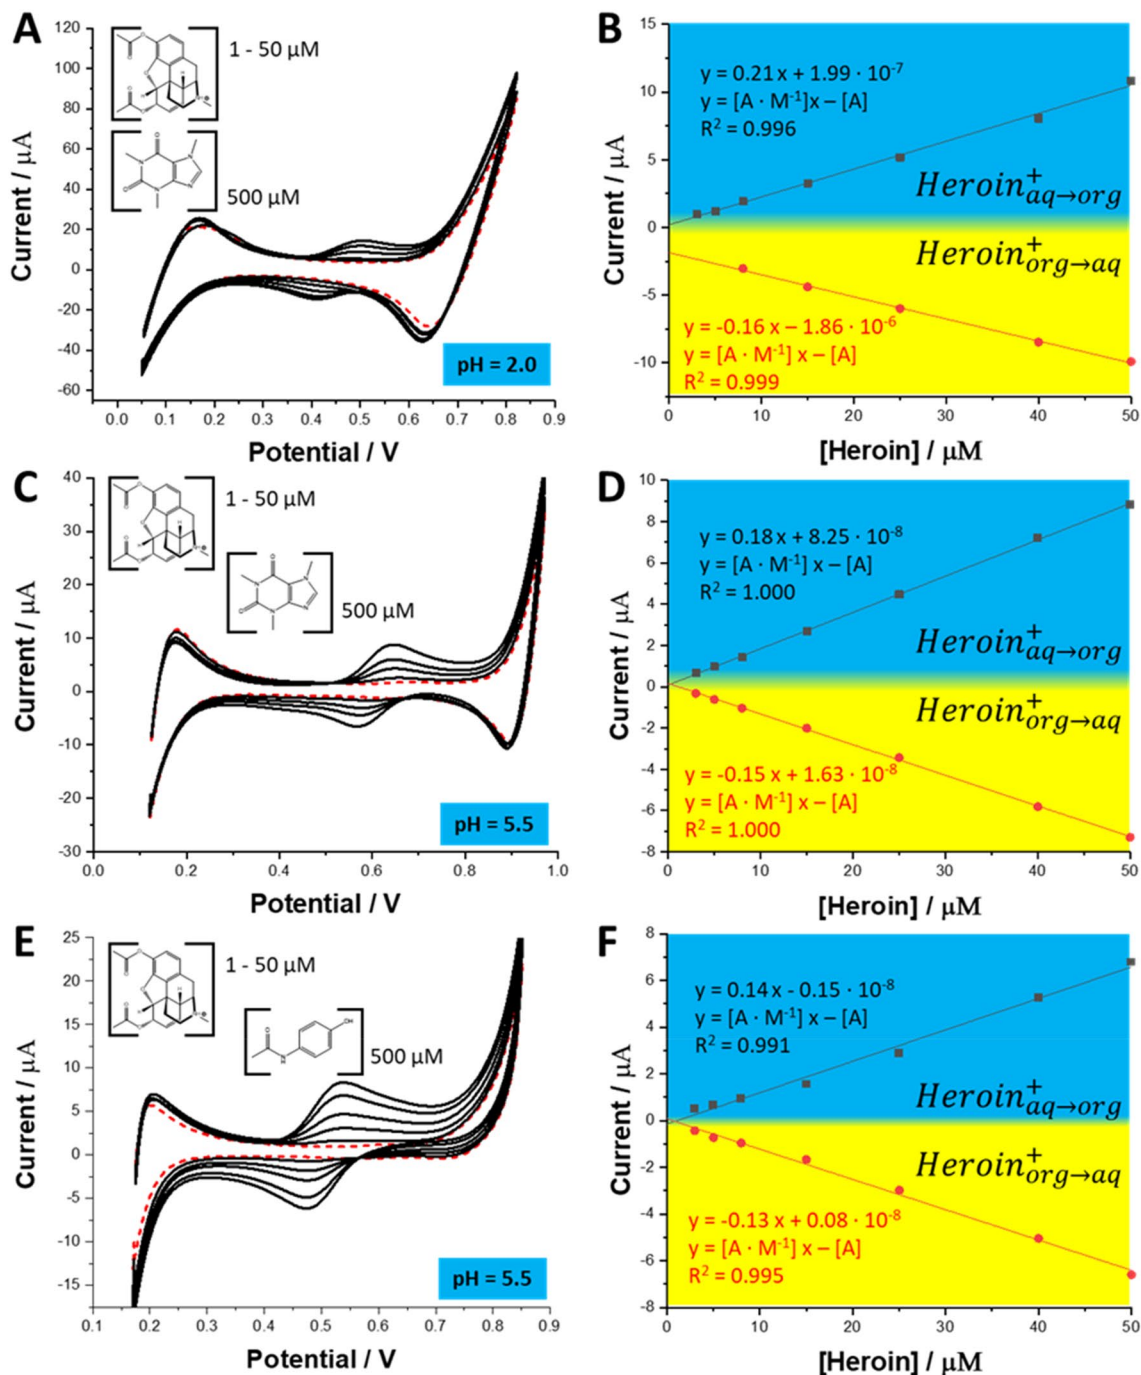 A
1 - 50 µM
500 µM
Current / µA
120
100
80
60
40
20
0
-20
-40
-60
0.0 0.1 0.2 0.3 0.4 0.5 0.6 0.7 0.8 0.9
Potential / V
pH = 2.0
B
y = 0.21 x + 1.99 · 10⁻⁷
y = [A · M⁻¹]x – [A]
R² = 0.996
Heroin⁺aq→org
Heroin⁺org→aq
y = -0.16 x – 1.86 · 10⁻⁶
y = [A · M⁻¹] x – [A]
R² = 0.999
Current / µA
15
10
5
0
-5
-10
0 10 20 30 40 50
[Heroin] / µM
C
1 - 50 µM
500 µM
Current / µA
40
30
20
10
0
-10
-20
-30
0.0 0.2 0.4 0.6 0.8 1.0
Potential / V
pH = 5.5
D
y = 0.18 x + 8.25 · 10⁻⁸
y = [A · M⁻¹] x – [A]
R² = 1.000
Heroin⁺aq→org
Heroin⁺org→aq
y = -0.15 x + 1.63 · 10⁻⁸
y = [A · M⁻¹] x – [A]
R² = 1.000
Current / µA
10
8
6
4
2
0
-2
-4
-6
-8
0 10 20 30 40 50
[Heroin] / µM
E
1 - 50 µM
500 µM
Current / µA
25
20
15
10
5
0
-5
-10
-15
0.1 0.2 0.3 0.4 0.5 0.6 0.7 0.8 0.9
Potential / V
pH = 5.5
F
y = 0.14 x - 0.15 · 10⁻⁸
y = [A · M⁻¹] x – [A]
R² = 0.991
Heroin⁺aq→org
Heroin⁺org→aq
y = -0.13 x + 0.08 · 10⁻⁸
y = [A · M⁻¹] x – [A]
R² = 0.995
Current / µA
8
6
4
2
0
-2
-4
-6
-8
0 10 20 30 40 50
[Heroin] / µM